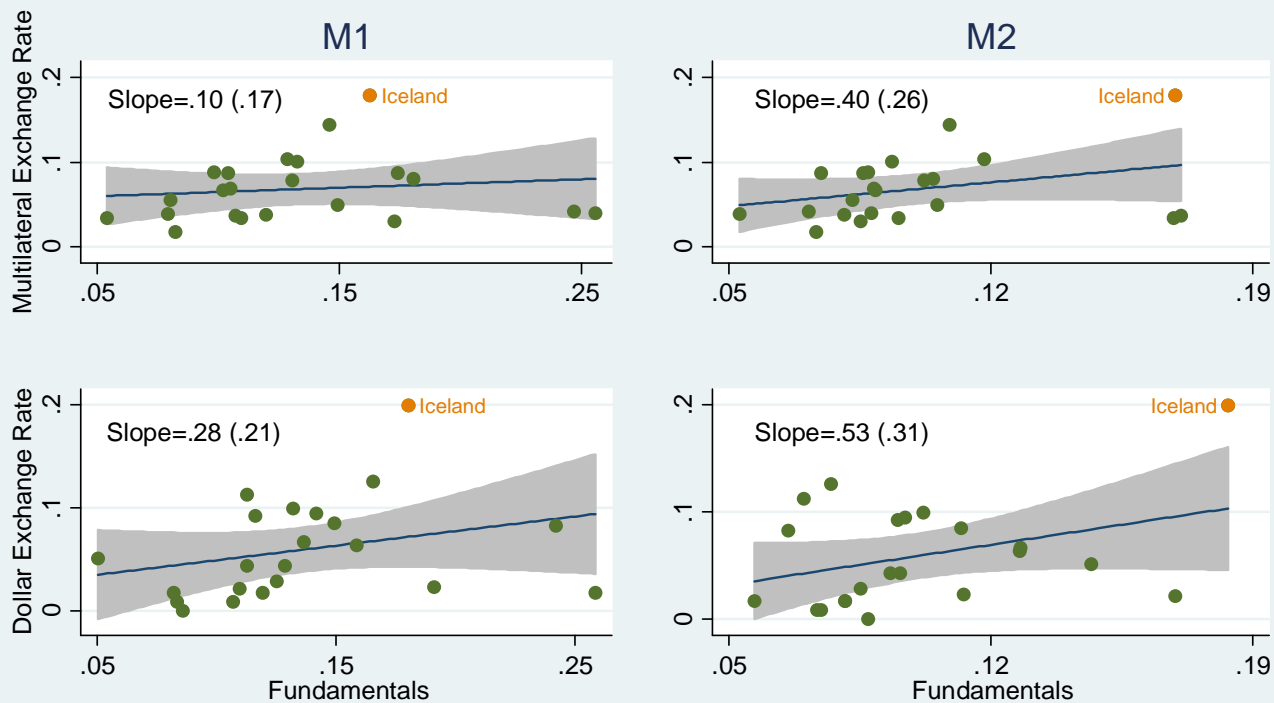 M1
M2
Multilateral Exchange Rate
.2
.1
0
Slope=.10 (.17)
Iceland
.05
.15
.25
.2
.1
0
Slope=.40 (.26)
Iceland
.05
.12
.19
Dollar Exchange Rate
.2
.1
0
Slope=.28 (.21)
Iceland
.05
.15
.25
Fundamentals
.2
.1
0
Slope=.53 (.31)
Iceland
.05
.12
.19
Fundamentals